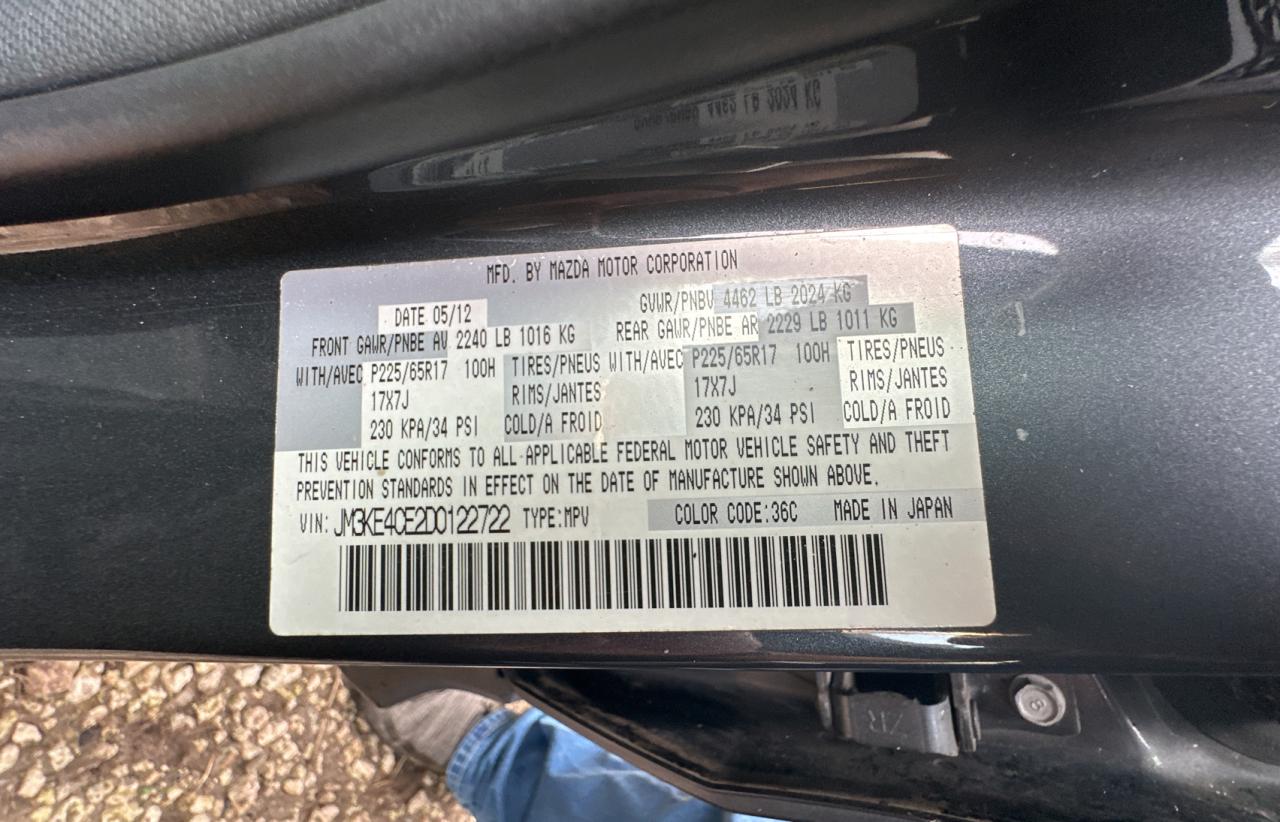 MFD. BY MAZDA MOTOR CORPORATION
DATE 05/12 GVWR/PNBV 4462 LB 2024 KG
FRONT GAWR/PNBE AV 2240 LB 1016 KG REAR GAWR/PNBE AR 2229 LB 1011 KG
WITH/AVEC P225/65R17 100H TIRES/PNEUS WITH/AVEC P225/65R17 100H TIRES/PNEUS
17X7J RIMS/JANTES 17X7J RIMS/JANTES
230 KPA/34 PSI COLD/A FROID 230 KPA/34 PSI COLD/A FROID
THIS VEHICLE CONFORMS TO ALL APPLICABLE FEDERAL MOTOR VEHICLE SAFETY AND THEFT
PREVENTION STANDARDS IN EFFECT ON THE DATE OF MANUFACTURE SHOWN ABOVE.
VIN: JM3KE4CE2D0122722 TYPE:MPV COLOR CODE:36C MADE IN JAPAN
8